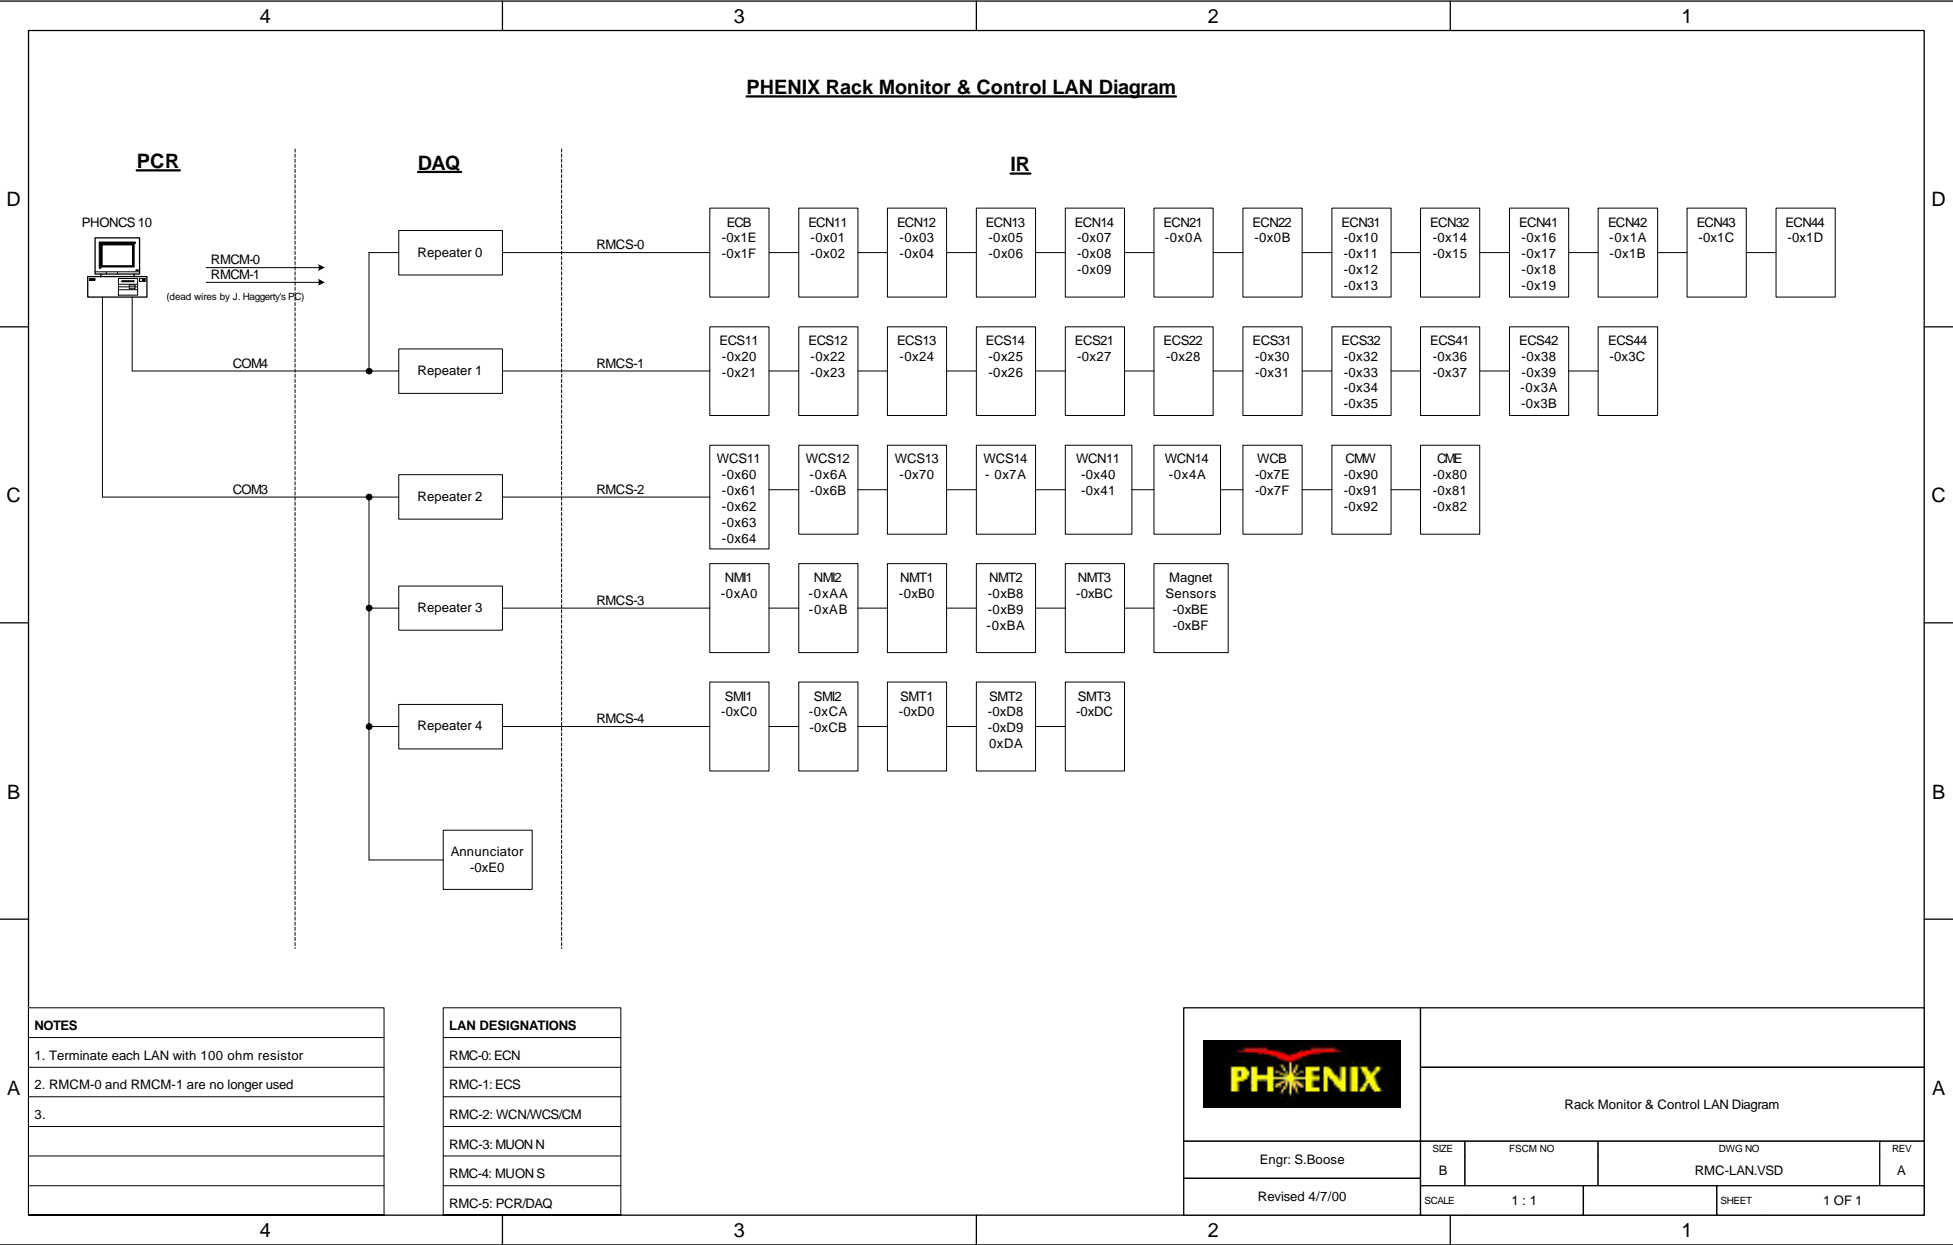 4 3 2 1
PHENIX Rack Monitor & Control LAN Diagram
PCR
DAQ
IR
D
D
PHONCS 10
RMCM-0
RMCM-1
(dead wires by J. Haggerty's PC)
Repeater 0
RMCS-0
ECB
-0x1E
-0x1F
ECN11
-0x01
-0x02
ECN12
-0x03
-0x04
ECN13
-0x05
-0x06
ECN14
-0x07
-0x08
-0x09
ECN21
-0x0A
ECN22
-0x0B
ECN31
-0x10
-0x11
-0x12
-0x13
ECN32
-0x14
-0x15
ECN41
-0x16
-0x17
-0x18
-0x19
ECN42
-0x1A
-0x1B
ECN43
-0x1C
ECN44
-0x1D
COM4
Repeater 1
RMCS-1
ECS11
-0x20
-0x21
ECS12
-0x22
-0x23
ECS13
-0x24
ECS14
-0x25
-0x26
ECS21
-0x27
ECS22
-0x28
ECS31
-0x30
-0x31
ECS32
-0x32
-0x33
-0x34
-0x35
ECS41
-0x36
-0x37
ECS42
-0x38
-0x39
-0x3A
-0x3B
ECS44
-0x3C
C
C
COM3
Repeater 2
RMCS-2
WCS11
-0x60
-0x61
-0x62
-0x63
-0x64
WCS12
-0x6A
-0x6B
WCS13
-0x70
WCS14
- 0x7A
WCN11
-0x40
-0x41
WCN14
-0x4A
WCB
-0x7E
-0x7F
CMW
-0x90
-0x91
-0x92
CME
-0x80
-0x81
-0x82
Repeater 3
RMCS-3
NMI1
-0xA0
NMI2
-0xAA
-0xAB
NMT1
-0xB0
NMT2
-0xB8
-0xB9
-0xBA
NMT3
-0xBC
Magnet
Sensors
-0xBE
-0xBF
Repeater 4
RMCS-4
SMI1
-0xC0
SMI2
-0xCA
-0xCB
SMT1
-0xD0
SMT2
-0xD8
-0xD9
0xDA
SMT3
-0xDC
B
B
Annunciator
-0xE0
A
A
NOTES
1. Terminate each LAN with 100 ohm resistor
2. RMCM-0 and RMCM-1 are no longer used
3.
LAN DESIGNATIONS
RMC-0: ECN
RMC-1: ECS
RMC-2: WCN/WCS/CM
RMC-3: MUON N
RMC-4: MUON S
RMC-5: PCR/DAQ
PHENIX
Rack Monitor & Control LAN Diagram
Engr: S.Boose
Revised 4/7/00
SIZE
B
FSCM NO
DWG NO
RMC-LAN.VSD
REV
A
SCALE 1 : 1
SHEET 1 OF 1
4 3 2 1